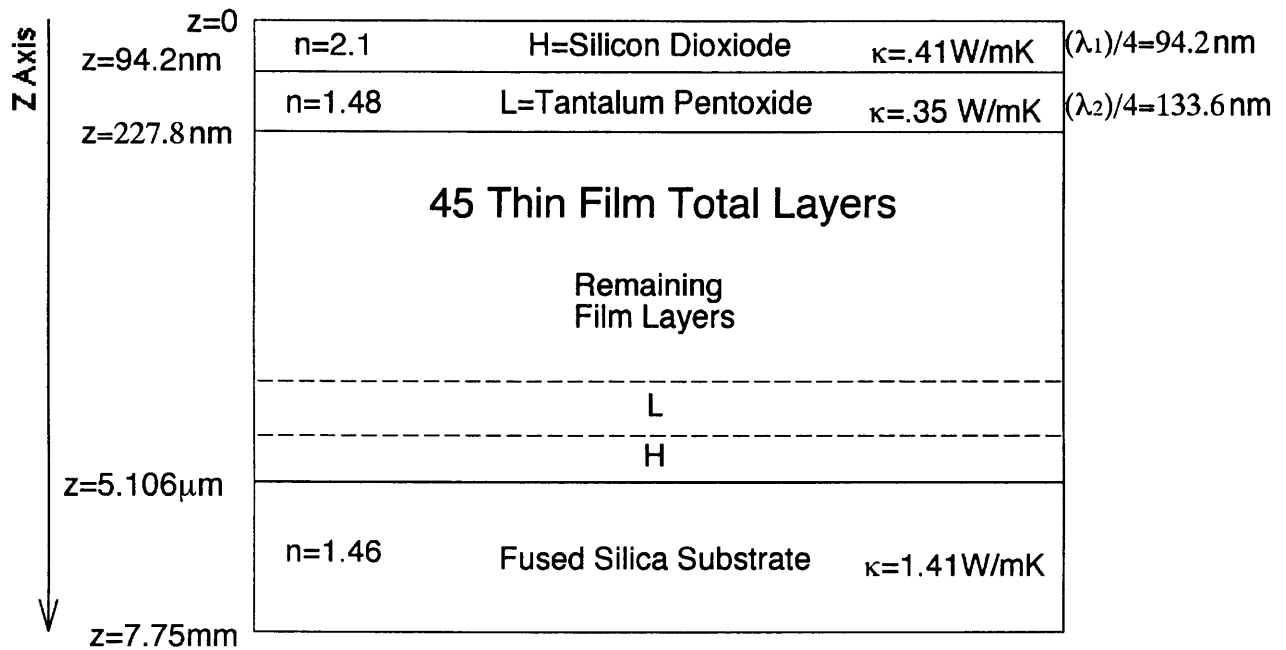 Z Axis
z=0
n=2.1 H=Silicon Dioxiode κ=.41W/mK (λ1)/4=94.2nm
z=94.2nm
n=1.48 L=Tantalum Pentoxide κ=.35 W/mK (λ2)/4=133.6nm
z=227.8nm
45 Thin Film Total Layers
Remaining
Film Layers
L
H
z=5.106μm
n=1.46 Fused Silica Substrate κ=1.41W/mK
z=7.75mm